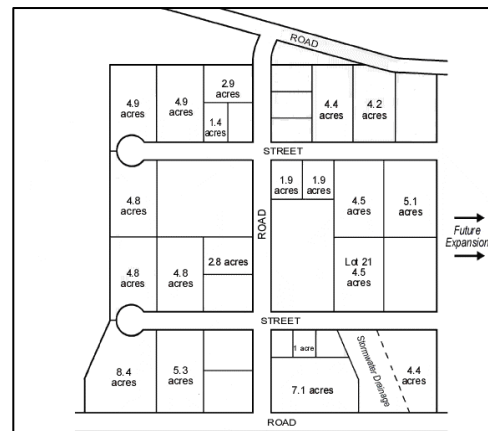 ROAD
2.9
acres
4.9
acres
4.9
acres
1.4
acres
4.4
acres
4.2
acres
STREET
1.9
acres
1.9
acres
4.8
acres
4.5
acres
5.1
acres
ROAD
Future
Expansion
4.8
acres
4.8
acres
2.8 acres
Lot 21
4.5
acres
STREET
1 acre
Stormwater Drainage
8.4
acres
5.3
acres
7.1 acres
4.4
acres
ROAD